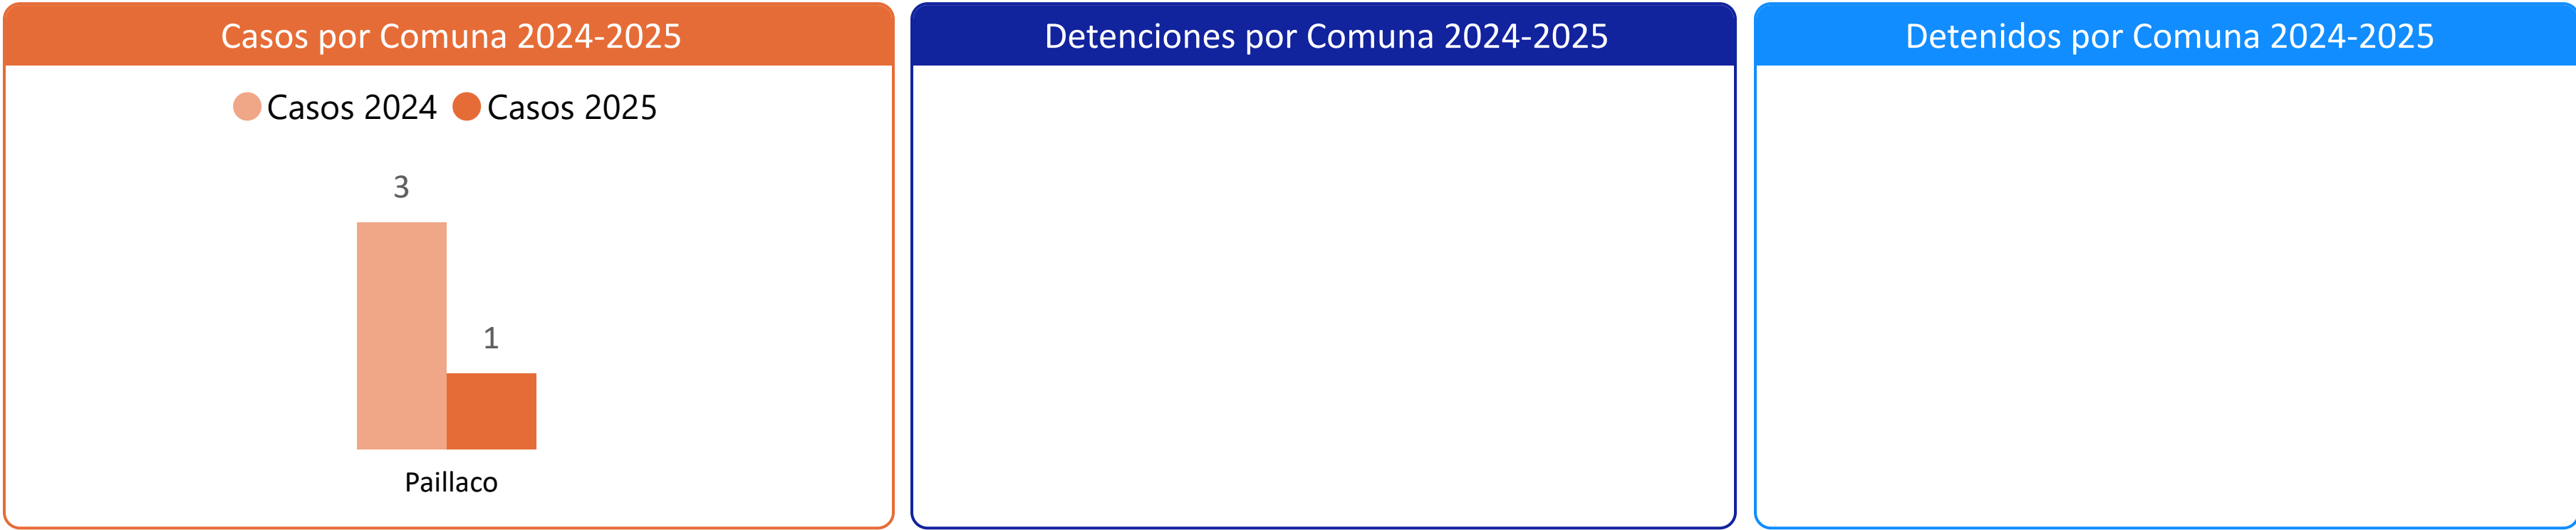 Casos por Comuna 2024-2025
Casos 2024 Casos 2025
3
1
Paillaco
Detenciones por Comuna 2024-2025
Detenidos por Comuna 2024-2025